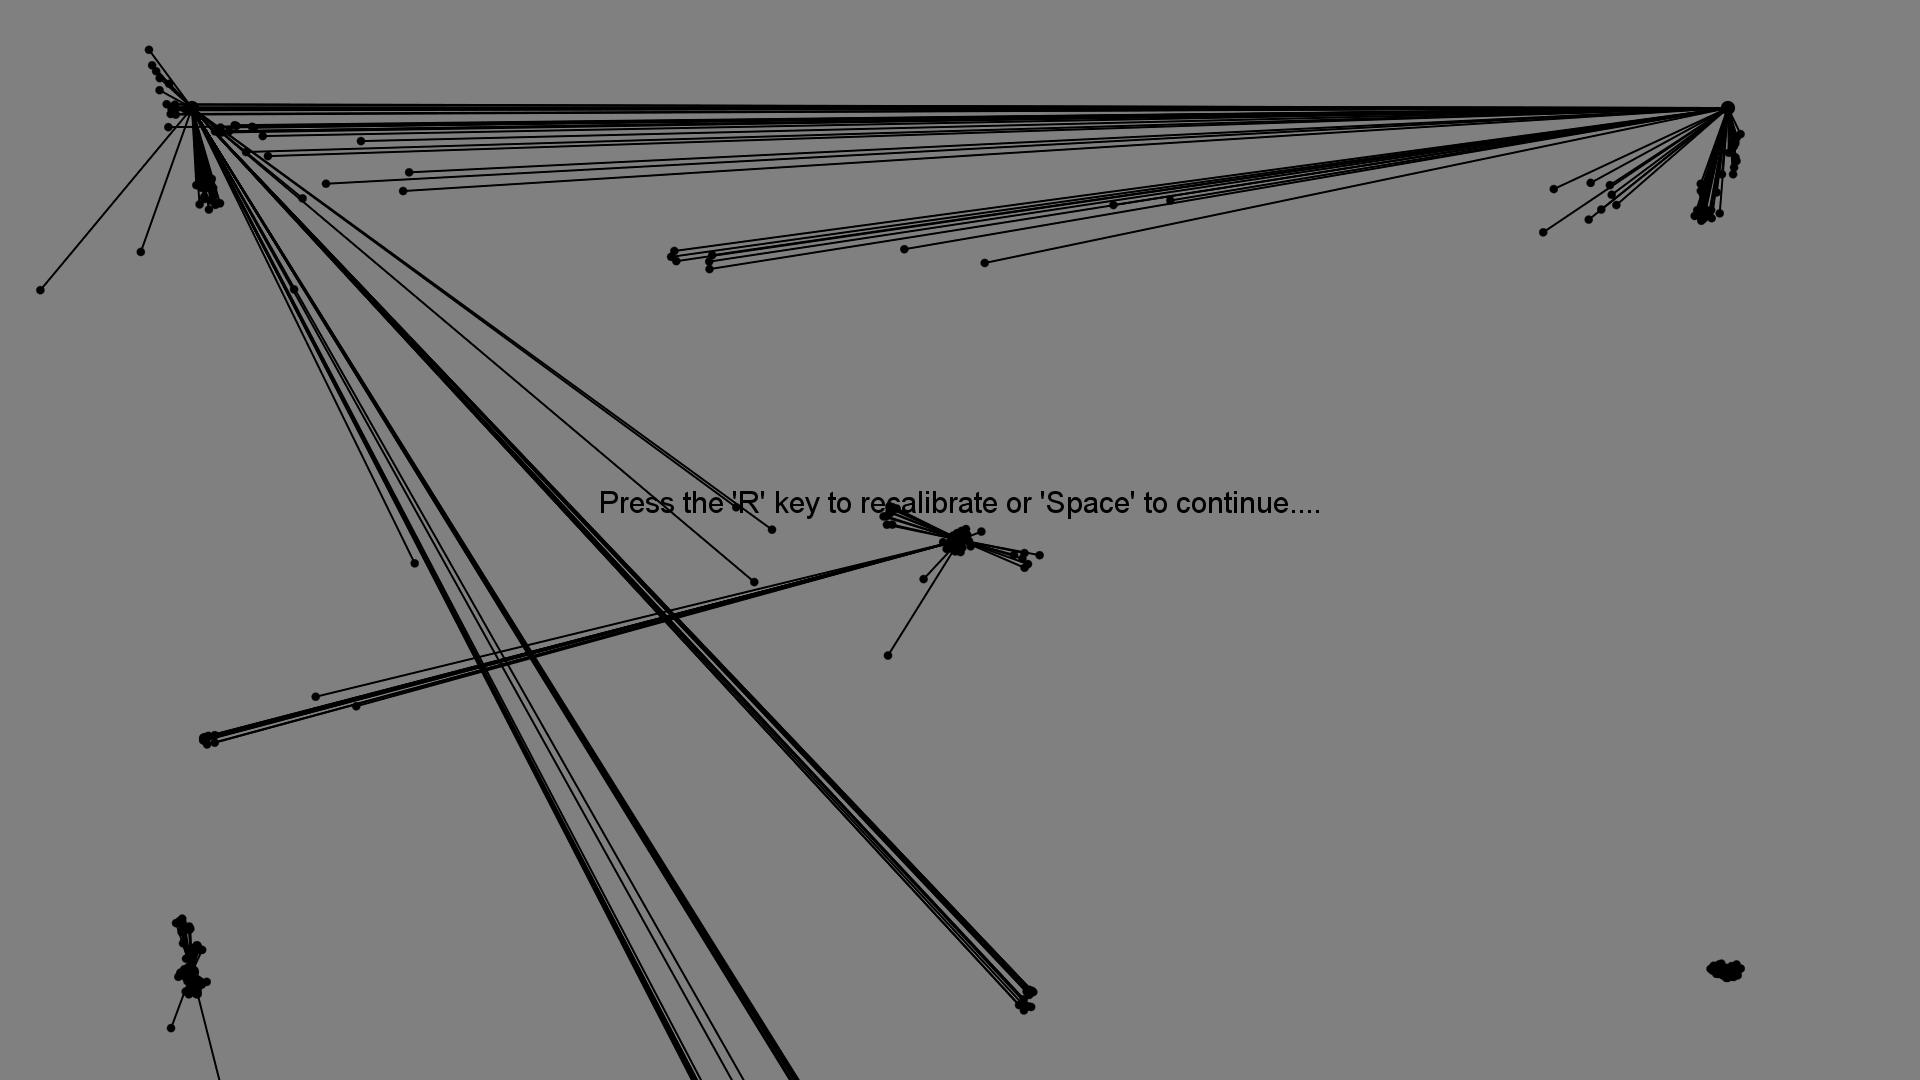 Press the 'R' key to recalibrate or 'Space' to continue....